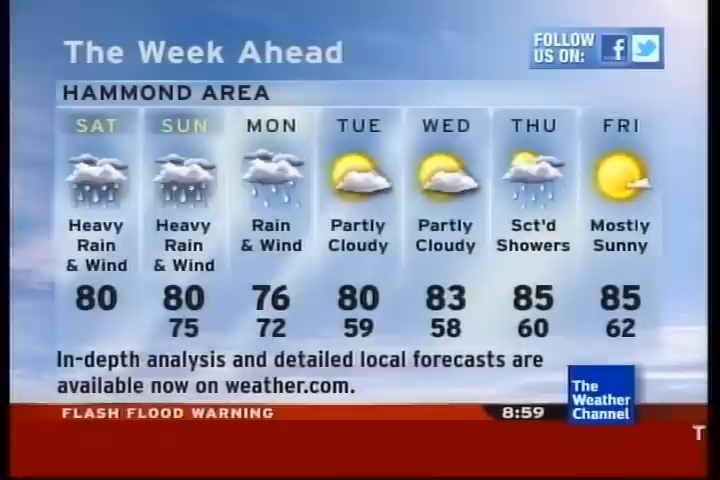 The Week Ahead
FOLLOW
US ON:
f
HAMMOND AREA
SAT SUN MON TUE WED THU FRI
Heavy
Rain
& Wind
Heavy
Rain
& Wind
Rain
& Wind
Partly
Cloudy
Partly
Cloudy
Sct'd
Showers
Mostly
Sunny
80 80 76 80 83 85 85
75 72 59 58 60 62
In-depth analysis and detailed local forecasts are
available now on weather.com.
The
Weather
Channel
FLASH FLOOD WARNING 8:59
T